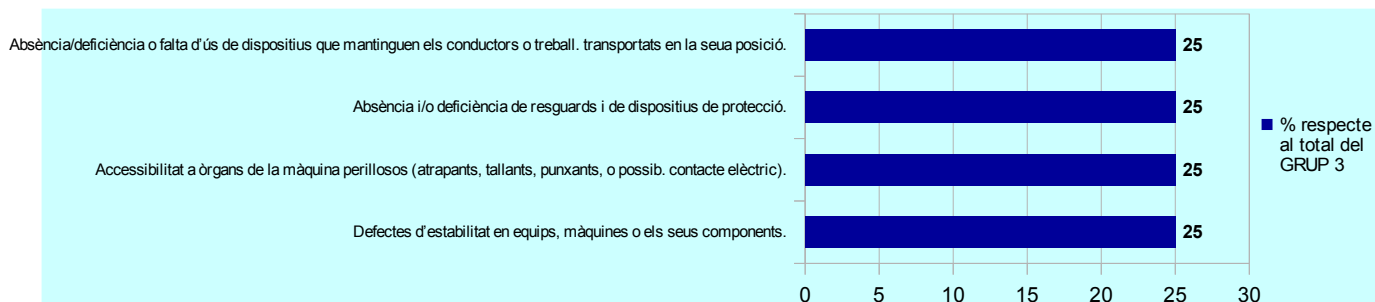 Absència/deficiència o falta d'ús de dispositius que mantinguen els conductors o treball. transportats en la seua posició.
25
Absència i/o deficiència de resguards i de dispositius de protecció.
25
Accessibilitat a òrgans de la màquina perillosos (atrapants, tallants, punxants, o possib. contacte elèctric).
25
Defectes d'estabilitat en equips, màquines o els seus components.
25
0 5 10 15 20 25 30
% respecte
al total del
GRUP 3